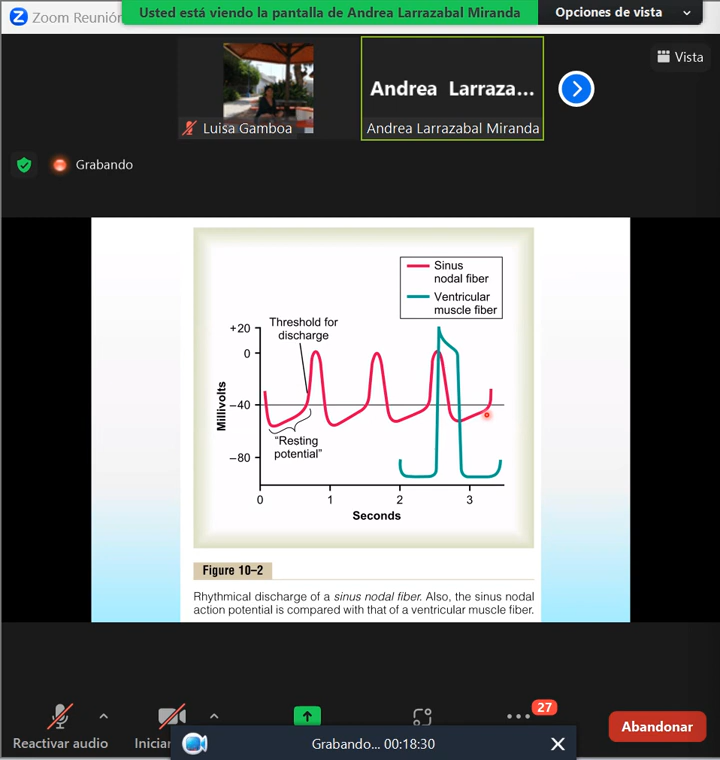 Zoom Reunión
Usted está viendo la pantalla de Andrea Larrazabal Miranda
Opciones de vista
Andrea Larraza...
Vista
Luisa Gamboa
Andrea Larrazabal Miranda
Grabando
Sinus
nodal fiber
Ventricular
muscle fiber
Threshold for
discharge
+20
0
−40
−80
Millivolts
"Resting
potential"
0 1 2 3
Seconds
Figure 10–2
Rhythmical discharge of a sinus nodal fiber. Also, the sinus nodal
action potential is compared with that of a ventricular muscle fiber.
27
Abandonar
Reactivar audio
Iniciar
Grabando... 00:18:30